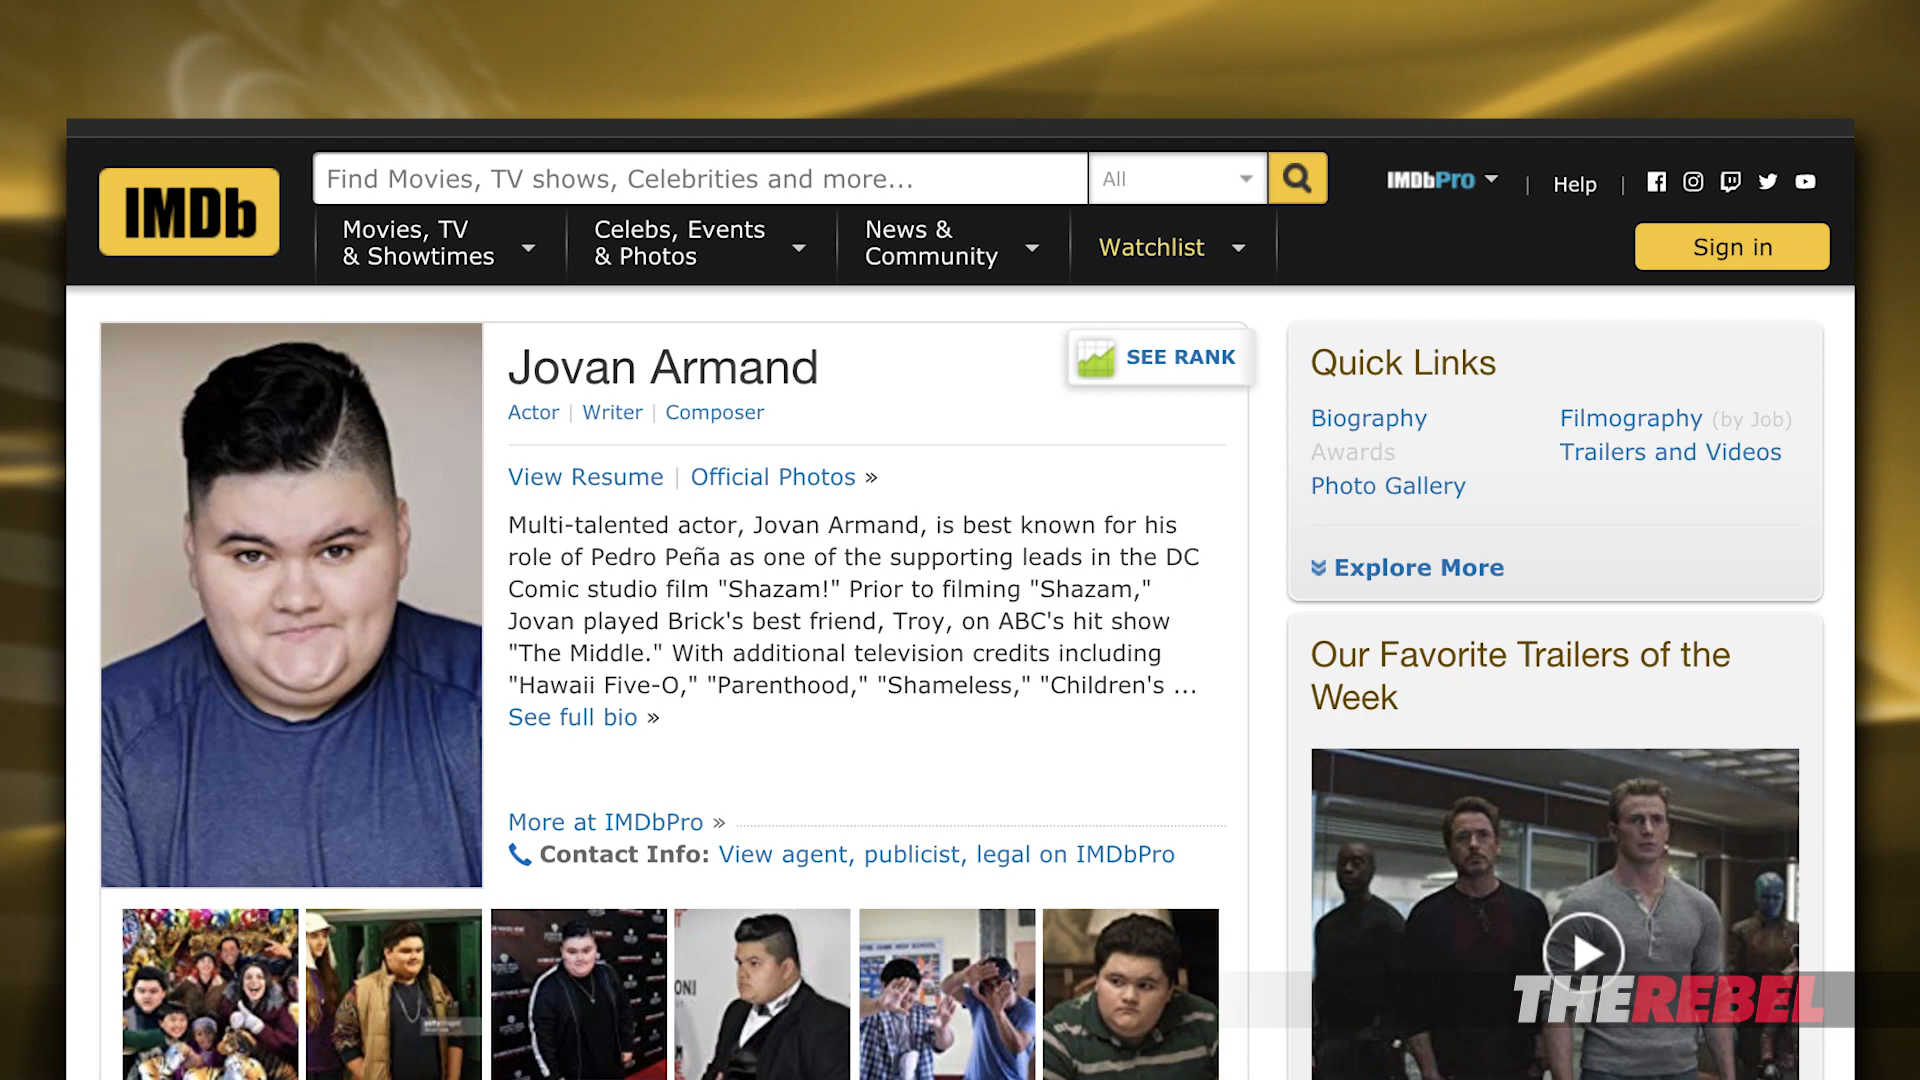 IMDb
Find Movies, TV shows, Celebrities and more...
All
IMDbPro
Help
Movies, TV
& Showtimes
Celebs, Events
& Photos
News &
Community
Watchlist
Sign in
Jovan Armand
SEE RANK
Actor | Writer | Composer
View Resume | Official Photos »
Multi-talented actor, Jovan Armand, is best known for his
role of Pedro Peña as one of the supporting leads in the DC
Comic studio film "Shazam!" Prior to filming "Shazam,"
Jovan played Brick's best friend, Troy, on ABC's hit show
"The Middle." With additional television credits including
"Hawaii Five-O," "Parenthood," "Shameless," "Children's ...
See full bio »
More at IMDbPro »
Contact Info: View agent, publicist, legal on IMDbPro
Quick Links
Biography
Filmography (by Job)
Awards
Trailers and Videos
Photo Gallery
Explore More
Our Favorite Trailers of the
Week
THEREBEL